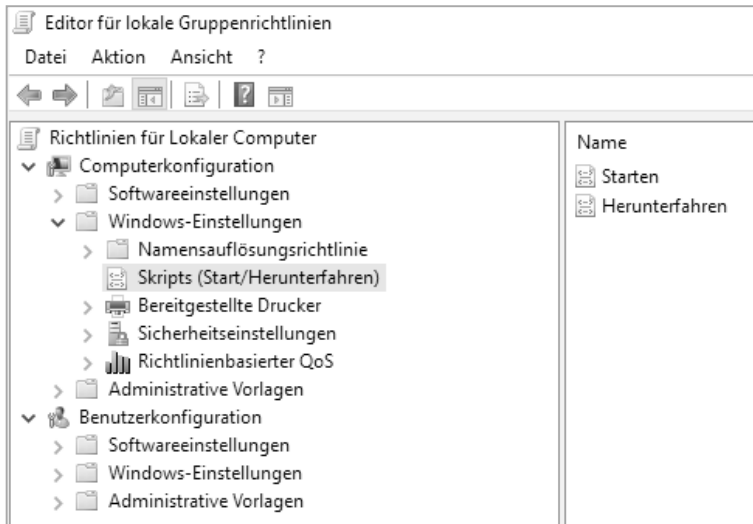 Editor für lokale Gruppenrichtlinien
Datei Aktion Ansicht ?
Richtlinien für Lokaler Computer
Computerkonfiguration
Softwareeinstellungen
Windows-Einstellungen
Namensauflösungsrichtlinie
Skripts (Start/Herunterfahren)
Bereitgestellte Drucker
Sicherheitseinstellungen
Richtlinienbasierter QoS
Administrative Vorlagen
Benutzerkonfiguration
Softwareeinstellungen
Windows-Einstellungen
Administrative Vorlagen
Name
Starten
Herunterfahren